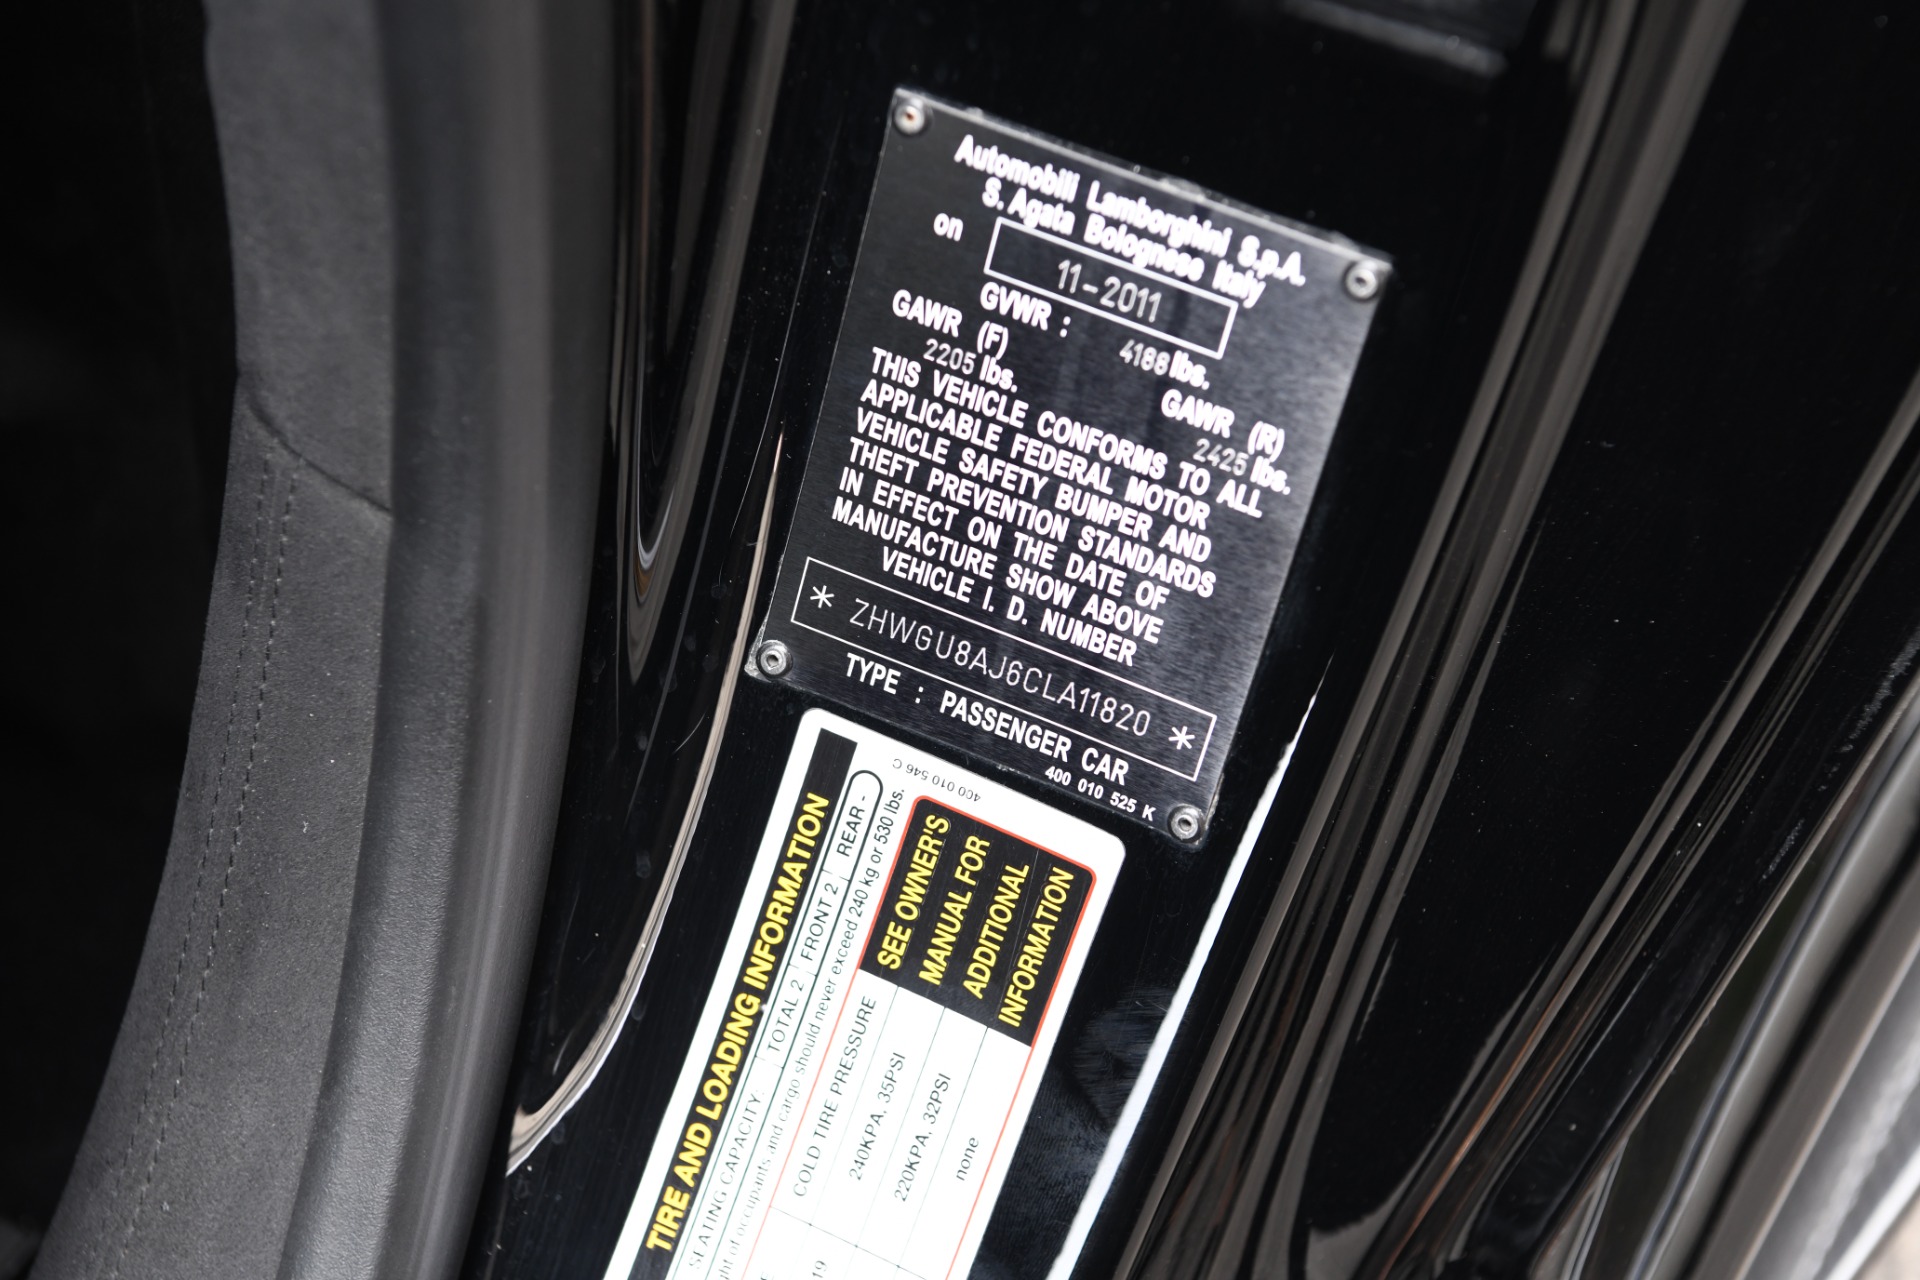 Automobili Lamborghini S.p.A.
S. Agata Bolognese Italy
on 11-2011
GVWR : 4188 lbs.
GAWR (F) GAWR (R)
2205 lbs. 2425 lbs.
THIS VEHICLE CONFORMS TO ALL
APPLICABLE FEDERAL MOTOR
VEHICLE SAFETY BUMPER AND
THEFT PREVENTION STANDARDS
IN EFFECT ON THE DATE OF
MANUFACTURE SHOW ABOVE
VEHICLE I. D. NUMBER
* ZHWGU8AJ6CLA11820 *
TYPE : PASSENGER CAR
400 010 525 K
400 010 546 C
TIRE AND LOADING INFORMATION
SEATING CAPACITY: TOTAL 2 FRONT 2 REAR -
of occupants and cargo should never exceed 240 kg or 530 lbs.
COLD TIRE PRESSURE
240KPA, 35PSI
220KPA, 32PSI
none
SEE OWNER'S
MANUAL FOR
ADDITIONAL
INFORMATION